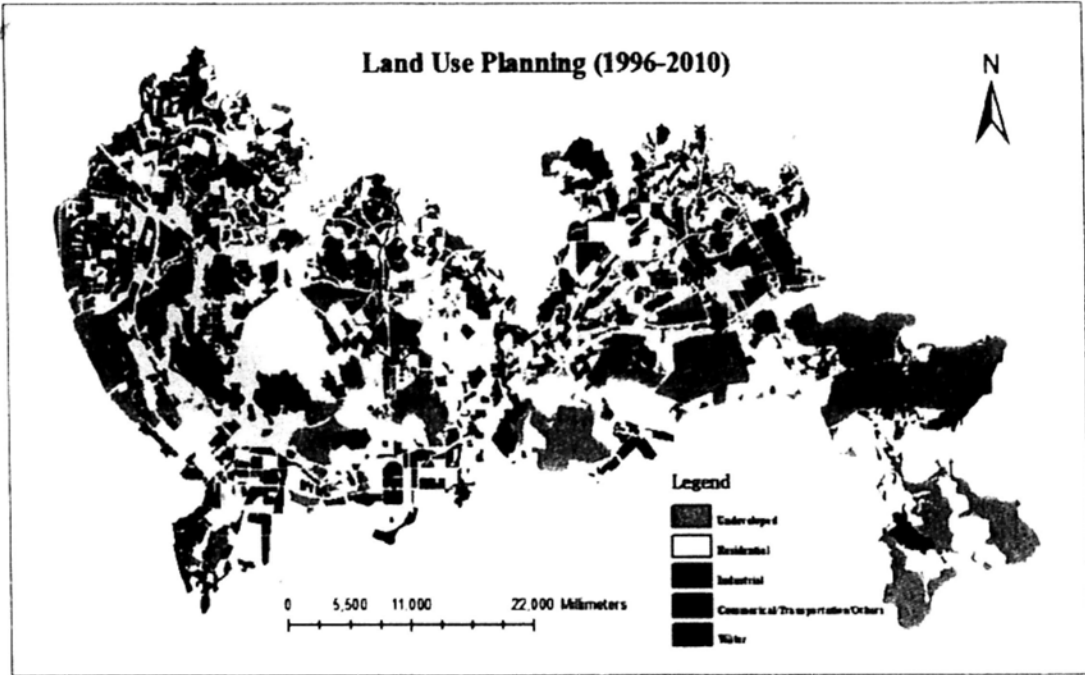 Land Use Planning (1996-2010)
N
Legend
Undeveloped
Residential
Industrial
Commerical/Transportation/Others
Water
0 5,500 11,000 22,000 Millimeters